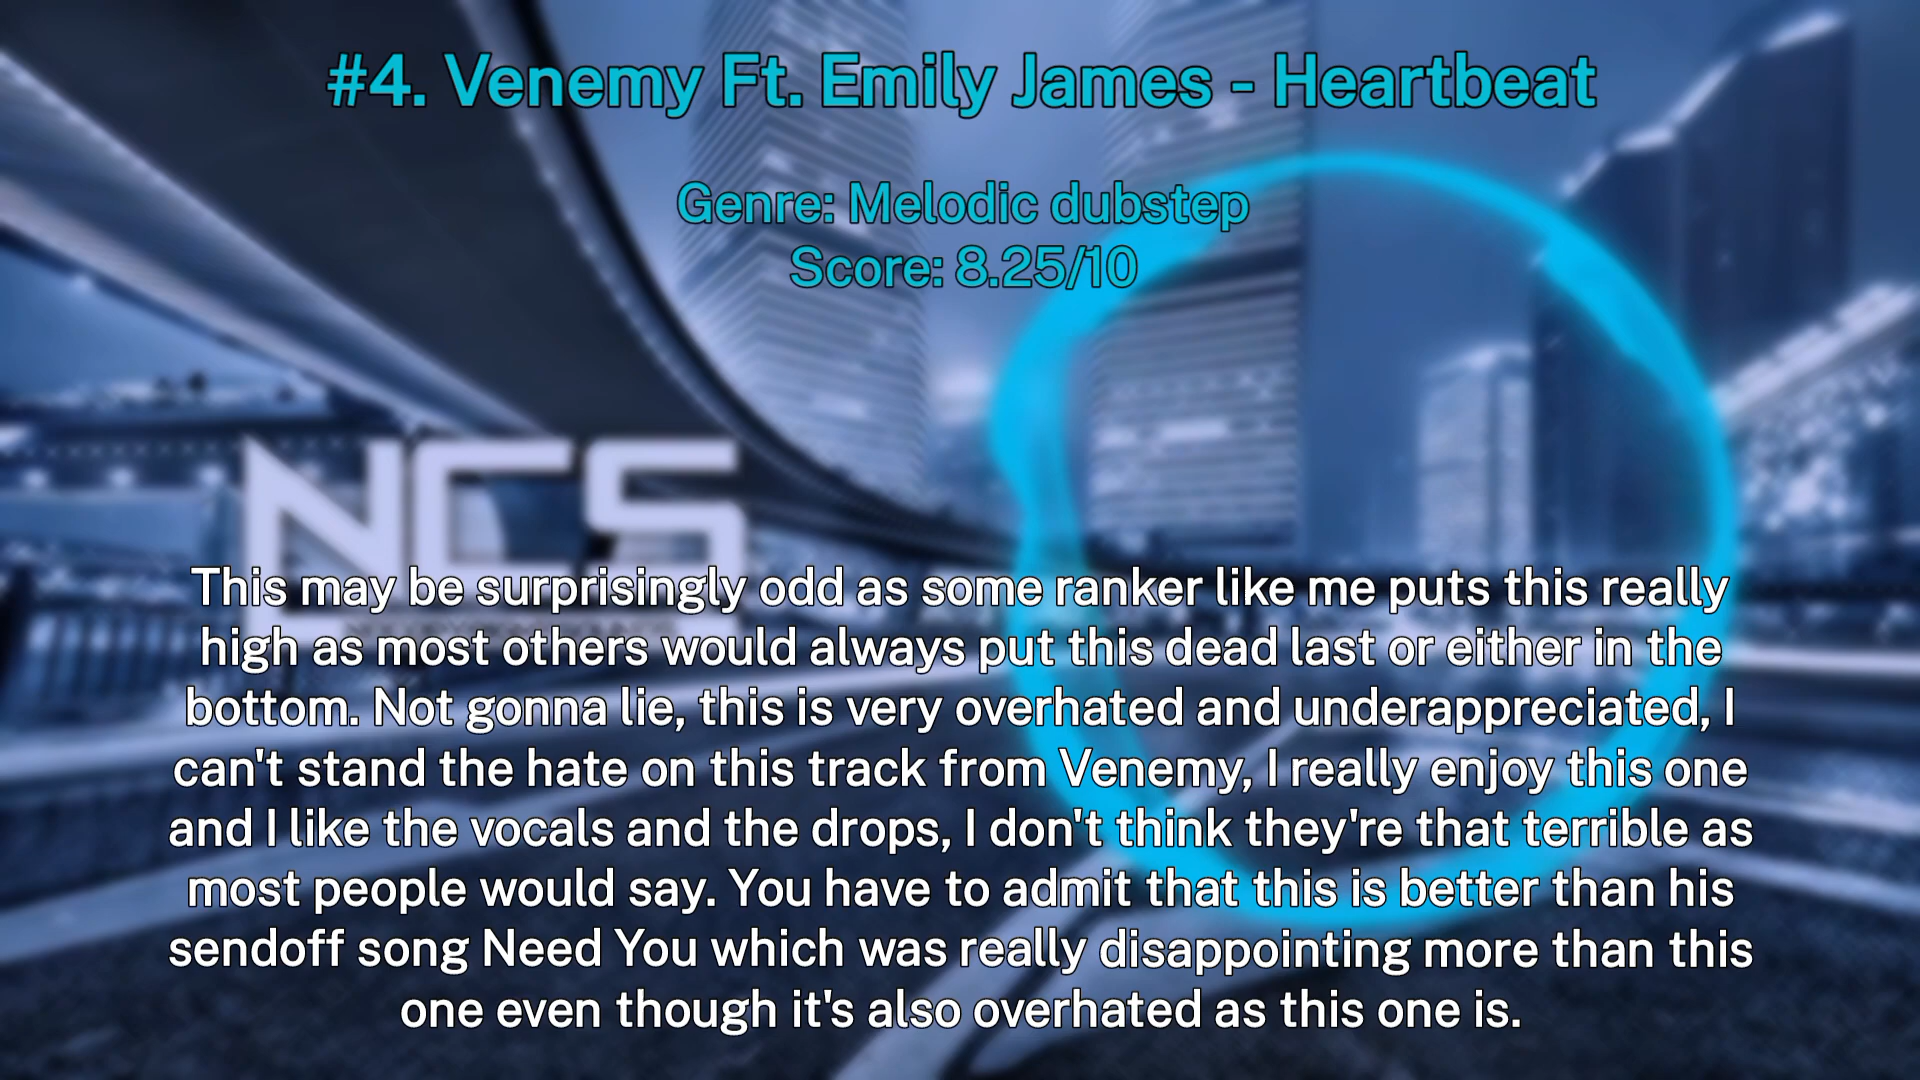 #4. Venemy Ft. Emily James - Heartbeat
Genre: Melodic dubstep
Score: 8.25/10
NCS
This may be surprisingly odd as some ranker like me puts this really
high as most others would always put this dead last or either in the
bottom. Not gonna lie, this is very overhated and underappreciated, I
can't stand the hate on this track from Venemy, I really enjoy this one
and I like the vocals and the drops, I don't think they're that terrible as
most people would say. You have to admit that this is better than his
sendoff song Need You which was really disappointing more than this
one even though it's also overhated as this one is.